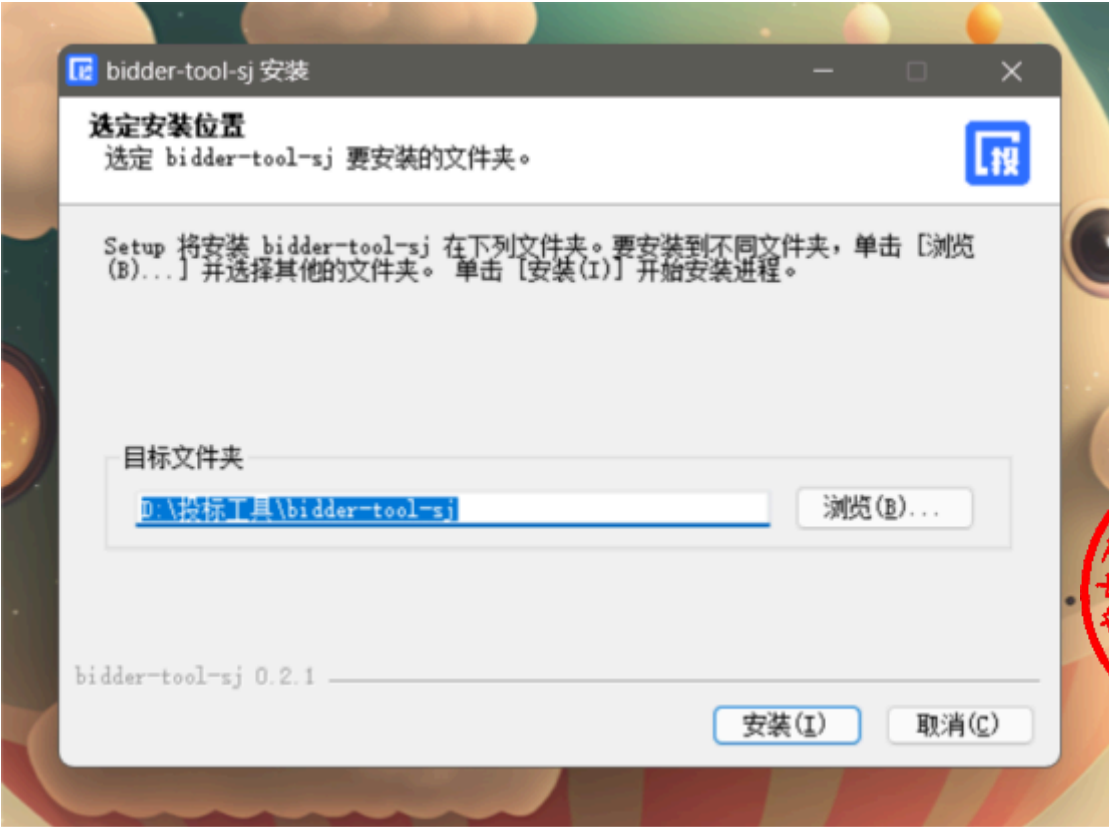 bidder-tool-sj 安装
选定安装位置
选定 bidder-tool-sj 要安装的文件夹。
投
Setup 将安装 bidder-tool-sj 在下列文件夹。要安装到不同文件夹，单击 [浏览
(B)...] 并选择其他的文件夹。 单击 [安装(I)] 开始安装进程。
目标文件夹
D:\投标工具\bidder-tool-sj
浏览(B)...
bidder-tool-sj 0.2.1
安装(I)
取消(C)